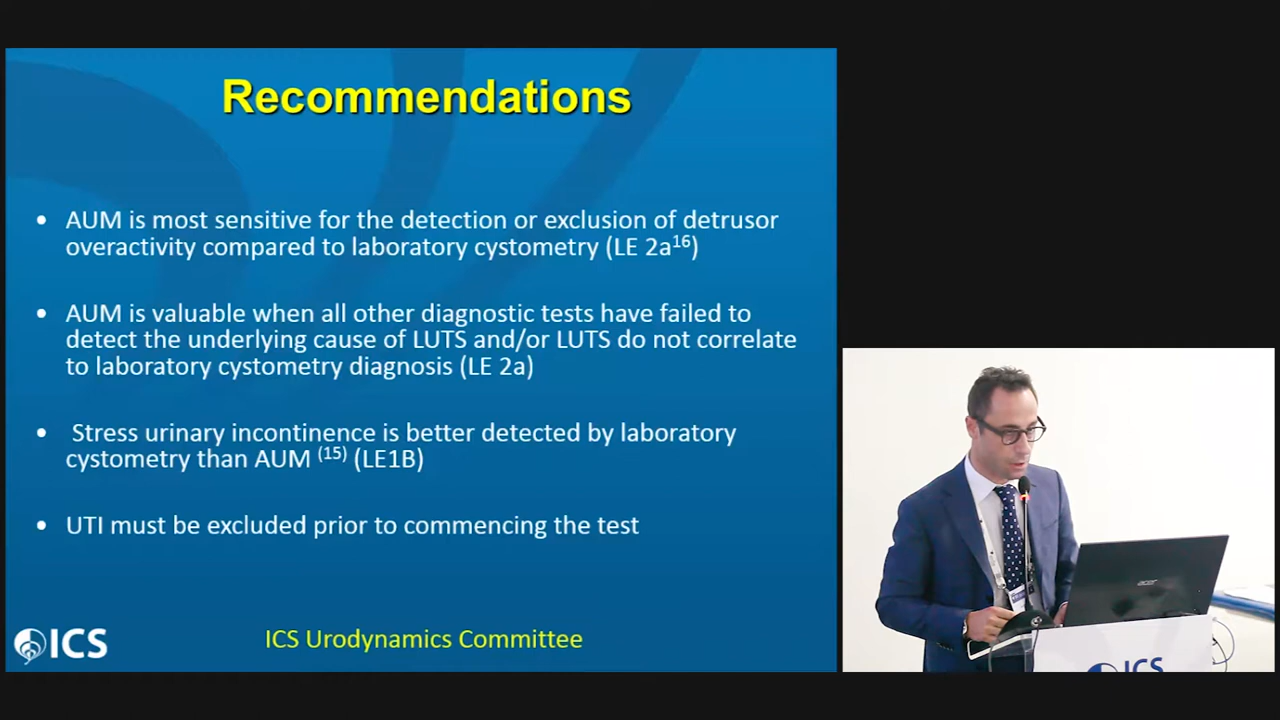 Recommendations
• AUM is most sensitive for the detection or exclusion of detrusor
overactivity compared to laboratory cystometry (LE 2a¹⁶)
• AUM is valuable when all other diagnostic tests have failed to
detect the underlying cause of LUTS and/or LUTS do not correlate
to laboratory cystometry diagnosis (LE 2a)
• Stress urinary incontinence is better detected by laboratory
cystometry than AUM ⁽¹⁵⁾ (LE1B)
• UTI must be excluded prior to commencing the test
ICS
ICS Urodynamics Committee
acer
ICS